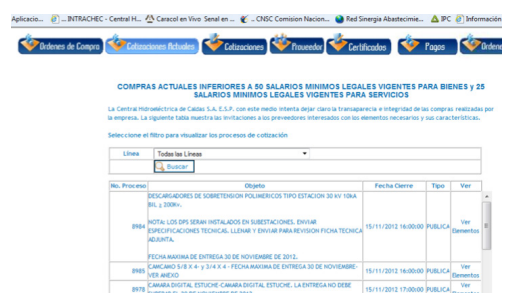 Aplicacio... ... INTRACHEC - Central H... Caracol en Vivo Senal en ... .. CNSC Comision Nacion... Red Sinergia Abastecimie... IPC Información
Ordenes de Compra Cotizaciones Actuales Cotizaciones Proveedor Certificados Pagos Ordene
COMPRAS ACTUALES INFERIORES A 50 SALARIOS MINIMOS LEGALES VIGENTES PARA BIENES y 25
SALARIOS MINIMOS LEGALES VIGENTES PARA SERVICIOS
La Central Hidroeléctrica de Caldas S.A. E.S.P. con este medio intenta dejar claro la transparecia e integridad de las compras realizadas por
la empresa. La siguiente tabla muestra las invitaciones a los preveedores interesados con los elementos necesarios y sus características.
Seleccione el filtro para visualizar los procesos de cotización
Línea Todas las Líneas
Buscar
No. Proceso Objeto Fecha Cierre Tipo Ver
DESCARGADORES DE SOBRETENSION POLIMERICOS TIPO ESTACION 30 KV 10KA
BIL ≥ 200Kv.
NOTA: LOS DPS SERAN INSTALADOS EN SUBESTACIONES. ENVIAR
8984 ESPECIFICACIONES TECNICAS. LLENAR Y ENVIAR PARA REVISION FICHA TECNICA 15/11/2012 16:00:00 PUBLICA Ver Elementos
ADJUNTA.
FECHA MAXIMA DE ENTREGA 30 DE NOVIEMBRE DE 2012.
8985 CAMCAMO 5/8 X 4- y 3/4 X 4 - FECHA MAXIMA DE ENTREGA 30 DE NOVIEMBRE- 15/11/2012 16:00:00 PUBLICA Ver Elementos
VER ANEXO
8978 CAMARA DIGITAL ESTUCHE-CAMARA DIGITAL ESTUCHE. LA ENTREGA NO DEBE 15/11/2012 17:00:00 PUBLICA Ver